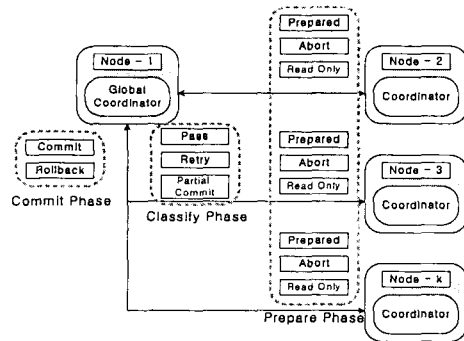 Prepared
Abort
Read Only
Node - 1
Global
Coordinator
Node - 2
Coordinator
Commit
Rollback
Commit Phase
Pass
Retry
Partial
Commit
Classify Phase
Prepared
Abort
Read Only
Node - 3
Coordinator
Prepared
Abort
Read Only
Prepare Phase
Node - k
Coordinator